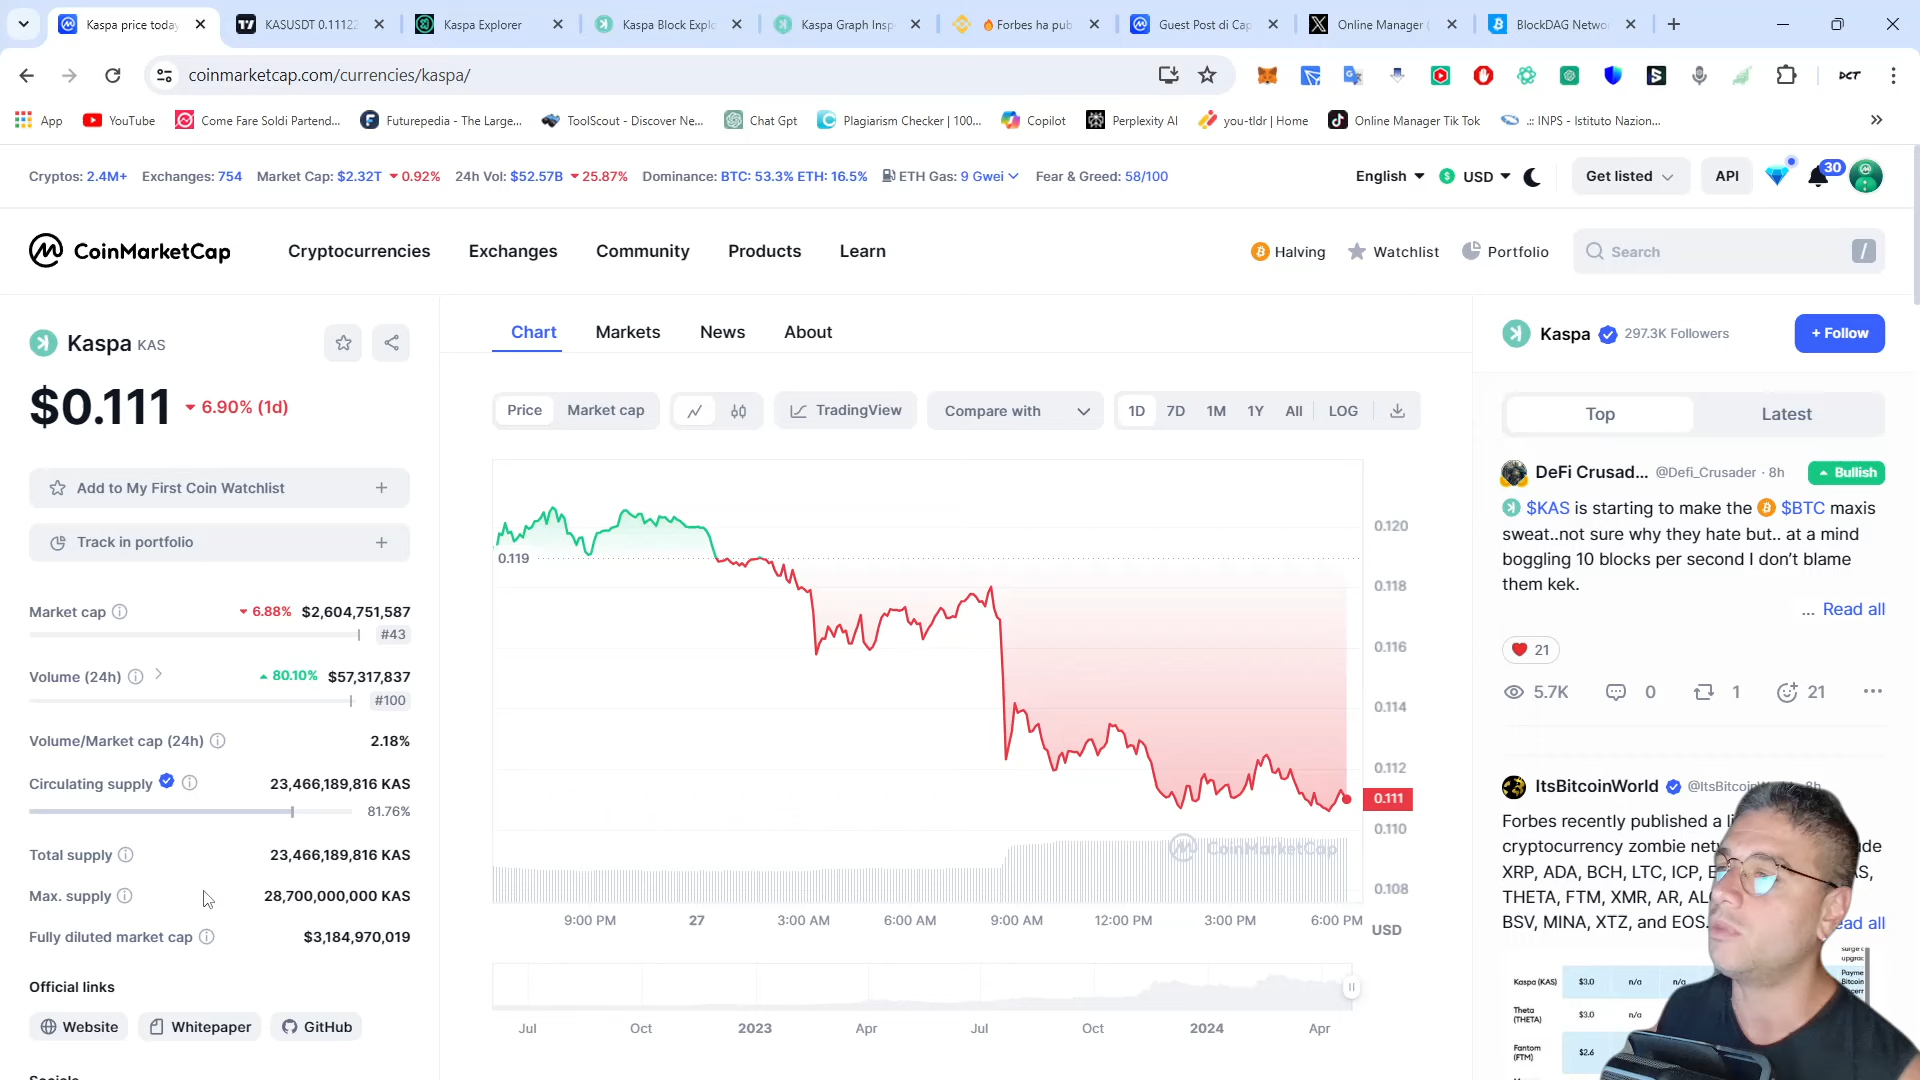 Kaspa price today
KASUSDT 0.11122
Kaspa Explorer
Kaspa Block Explo
Kaspa Graph Insp
Forbes ha pub
Guest Post di Cap
Online Manager (
BlockDAG Netwo
coinmarketcap.com/currencies/kaspa/
App
YouTube
Come Fare Soldi Partend...
Futurepedia - The Large...
ToolScout - Discover Ne...
Chat Gpt
Plagiarism Checker | 100...
Copilot
Perplexity AI
you-tldr | Home
Online Manager Tik Tok
.:: INPS - Istituto Nazion...
Cryptos: 2.4M+ Exchanges: 754 Market Cap: $2.32T 0.92% 24h Vol: $52.57B 25.87% Dominance: BTC: 53.3% ETH: 16.5% ETH Gas: 9 Gwei Fear & Greed: 58/100
English USD Get listed API 30
CoinMarketCap
Cryptocurrencies Exchanges Community Products Learn
Halving Watchlist Portfolio Search /
Kaspa KAS
$0.111 6.90% (1d)
Add to My First Coin Watchlist +
Track in portfolio +
Market cap 6.88% $2,604,751,587
#43
Volume (24h) 80.10% $57,317,837
#100
Volume/Market cap (24h) 2.18%
Circulating supply 23,466,189,816 KAS
81.76%
Total supply 23,466,189,816 KAS
Max. supply 28,700,000,000 KAS
Fully diluted market cap $3,184,970,019
Official links
Website Whitepaper GitHub
Chart Markets News About
Price Market cap TradingView Compare with 1D 7D 1M 1Y All LOG
0.119
0.120
0.118
0.116
0.114
0.112
0.111
0.110
0.108
CoinMarketCap
9:00 PM 27 3:00 AM 6:00 AM 9:00 AM 12:00 PM 3:00 PM 6:00 PM USD
Jul Oct 2023 Apr Jul Oct 2024 Apr
Kaspa 297.3K Followers + Follow
Top Latest
DeFi Crusad... @Defi_Crusader · 8h Bullish
$KAS is starting to make the $BTC maxis
sweat..not sure why they hate but.. at a mind
boggling 10 blocks per second I don't blame
them kek.
... Read all
21
5.7K 0 1 21
ItsBitcoinWorld
Forbes recently published a
cryptocurrency zombie
XRP, ADA, BCH, LTC, ICP,
THETA, FTM, XMR, AR,
BSV, MINA, XTZ, and EOS.
Kaspa (KAS) $3.0 n/a n/a
Theta
(THETA) $3.0 n/a
Fantom
(FTM) $2.6